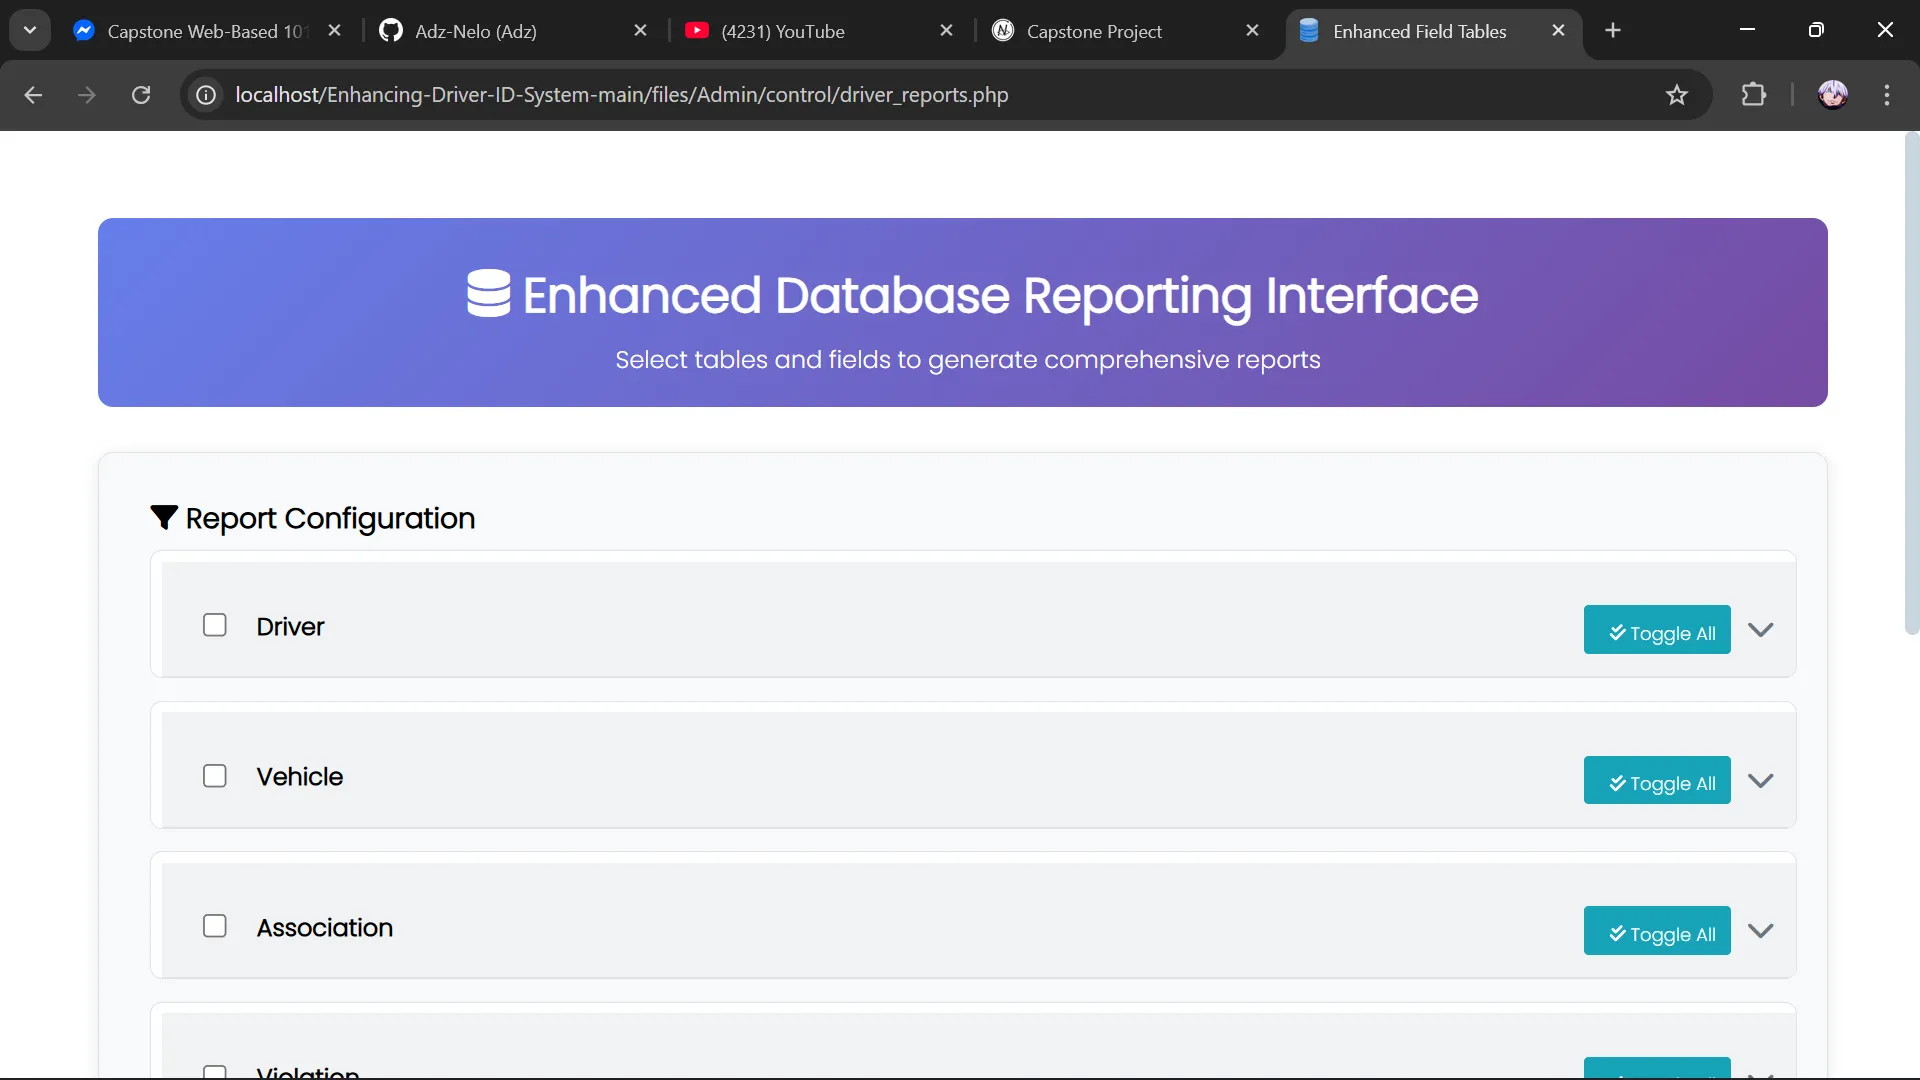 Capstone Web-Based 101
Adz-Nelo (Adz)
(4231) YouTube
Capstone Project
Enhanced Field Tables
localhost/Enhancing-Driver-ID-System-main/files/Admin/control/driver_reports.php
Enhanced Database Reporting Interface
Select tables and fields to generate comprehensive reports
Report Configuration
Driver
Toggle All
Vehicle
Toggle All
Association
Toggle All
Violation